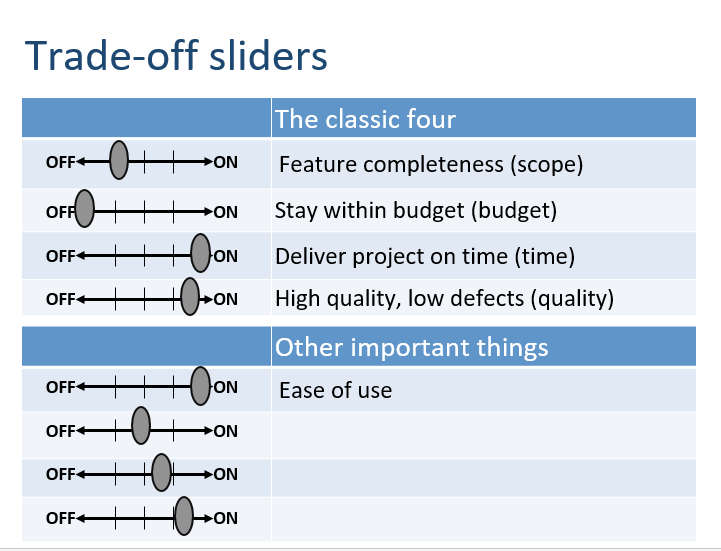 Trade-off sliders
The classic four
OFF ON Feature completeness (scope)
OFF ON Stay within budget (budget)
OFF ON Deliver project on time (time)
OFF ON High quality, low defects (quality)
Other important things
OFF ON Ease of use
OFF ON
OFF ON
OFF ON